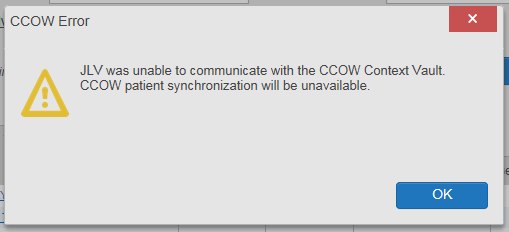 CCOW Error
JLV was unable to communicate with the CCOW Context Vault.
CCOW patient synchronization will be unavailable.
OK